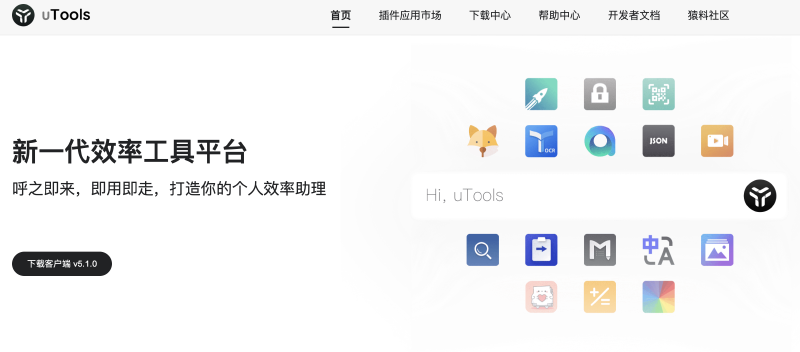 uTools
首页 插件应用市场 下载中心 帮助中心 开发者文档 猿料社区
新一代效率工具平台
呼之即来，即用即走，打造你的个人效率助理
下载客户端 v5.1.0
OCR
JSON
Hi, uTools
中
A